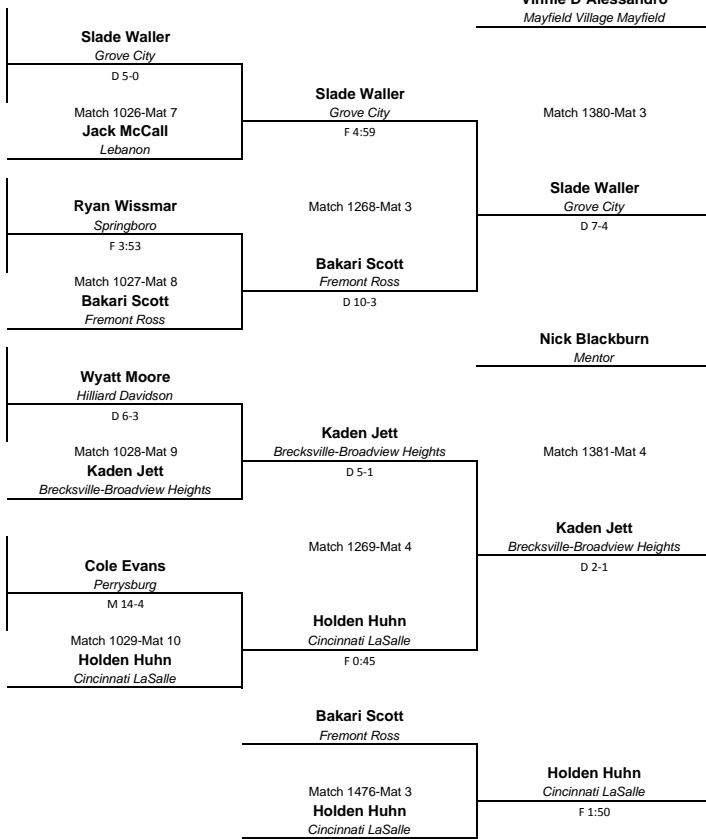 Vinnie D'Alessandro
Mayfield Village Mayfield
Slade Waller
Grove City
D 5-0
Match 1026-Mat 7
Jack McCall
Lebanon
Slade Waller
Grove City
F 4:59
Match 1380-Mat 3
Ryan Wissmar
Springboro
F 3:53
Match 1027-Mat 8
Bakari Scott
Fremont Ross
Match 1268-Mat 3
Bakari Scott
Fremont Ross
D 10-3
Slade Waller
Grove City
D 7-4
Nick Blackburn
Mentor
Wyatt Moore
Hilliard Davidson
D 6-3
Match 1028-Mat 9
Kaden Jett
Brecksville-Broadview Heights
Kaden Jett
Brecksville-Broadview Heights
D 5-1
Match 1381-Mat 4
Cole Evans
Perrysburg
M 14-4
Match 1029-Mat 10
Holden Huhn
Cincinnati LaSalle
Match 1269-Mat 4
Holden Huhn
Cincinnati LaSalle
F 0:45
Kaden Jett
Brecksville-Broadview Heights
D 2-1
Bakari Scott
Fremont Ross
Match 1476-Mat 3
Holden Huhn
Cincinnati LaSalle
Holden Huhn
Cincinnati LaSalle
F 1:50